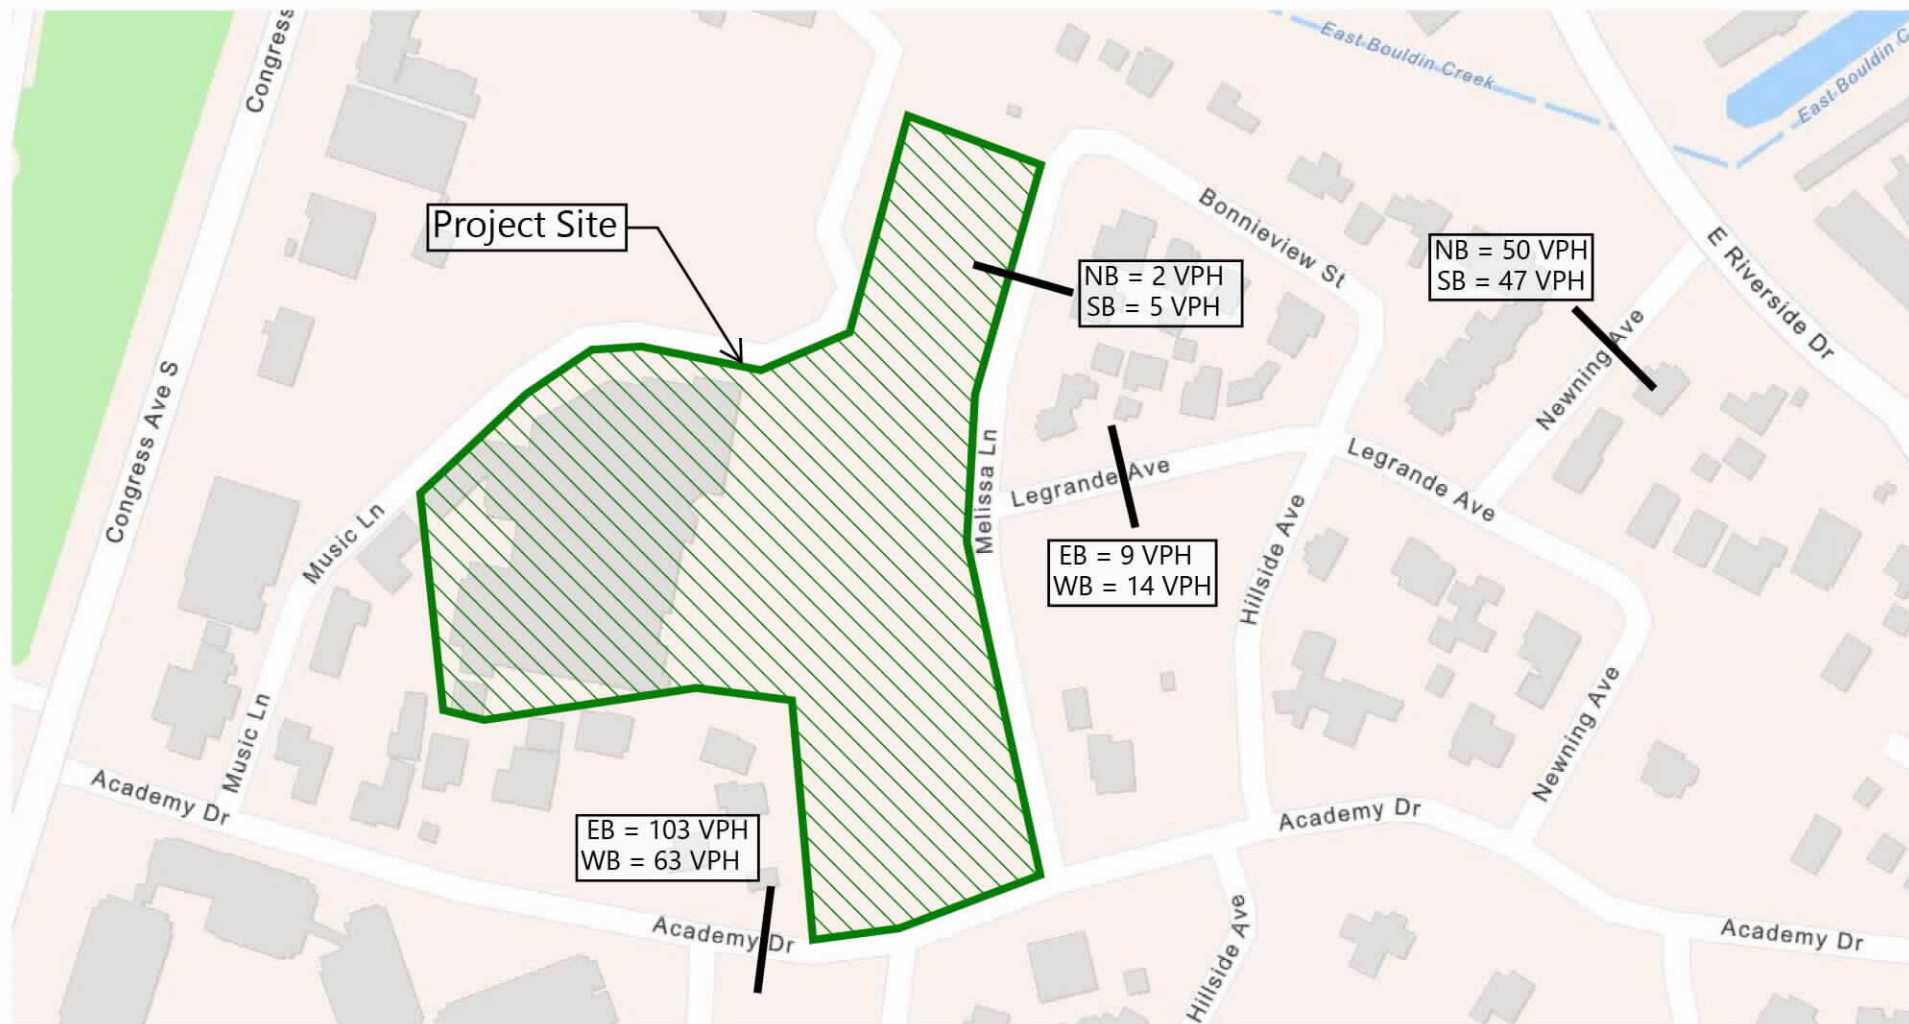 Congress
East Bouldin Creek
East-Bouldin C
Project Site
Bonnieview St
NB = 2 VPH
SB = 5 VPH
NB = 50 VPH
SB = 47 VPH
E Riverside Dr
Newning Ave
Congress Ave S
Music Ln
Melissa Ln
Legrande Ave
Legrande Ave
EB = 9 VPH
WB = 14 VPH
Hillside Ave
Music Ln
Newning Ave
Academy Dr
Academy Dr
EB = 103 VPH
WB = 63 VPH
Academy Dr
Hillside Ave
Academy Dr